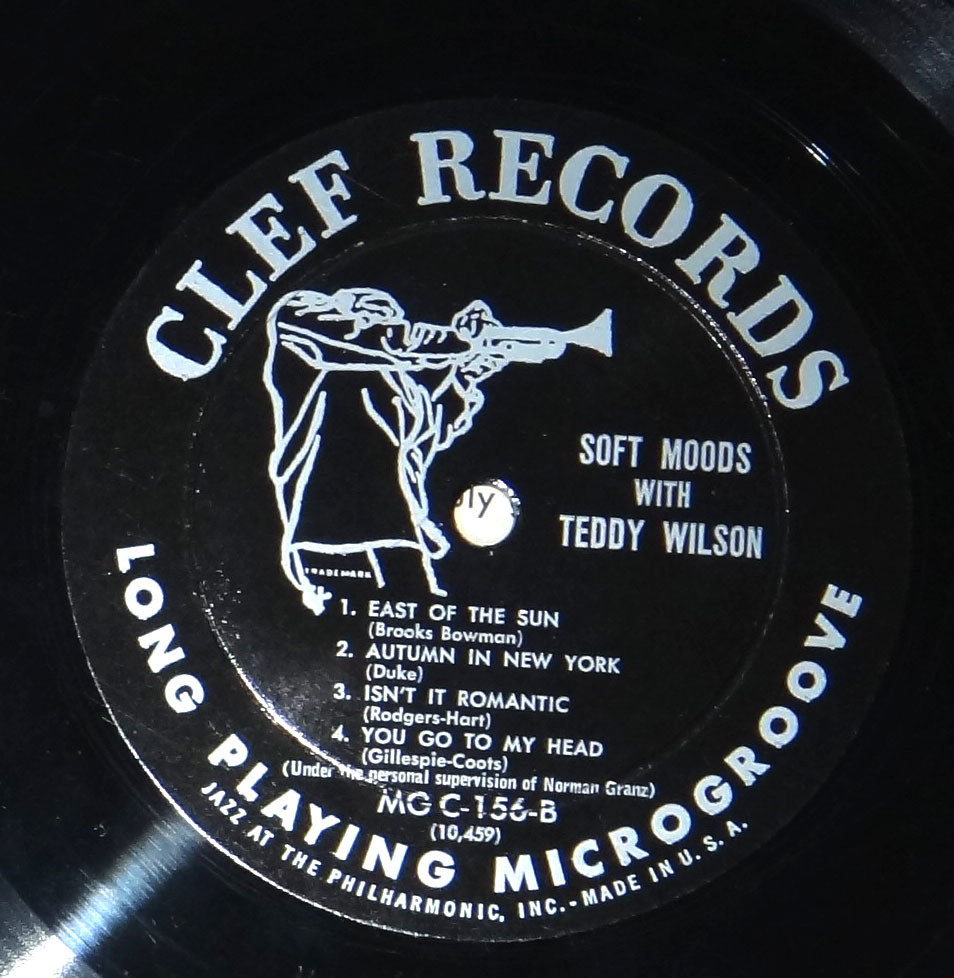 CLEF RECORDS
SOFT MOODS
WITH
TEDDY WILSON
TRADEMARK
1. EAST OF THE SUN
(Brooks Bowman)
2. AUTUMN IN NEW YORK
(Duke)
3. ISN'T IT ROMANTIC
(Rodgers-Hart)
4. YOU GO TO MY HEAD
(Gillespie-Coots)
(Under the personal supervision of Norman Granz)
MG C-156-B
(10,459)
LONG PLAYING MICROGROOVE
JAZZ AT THE PHILHARMONIC, INC.-MADE IN U. S. A.